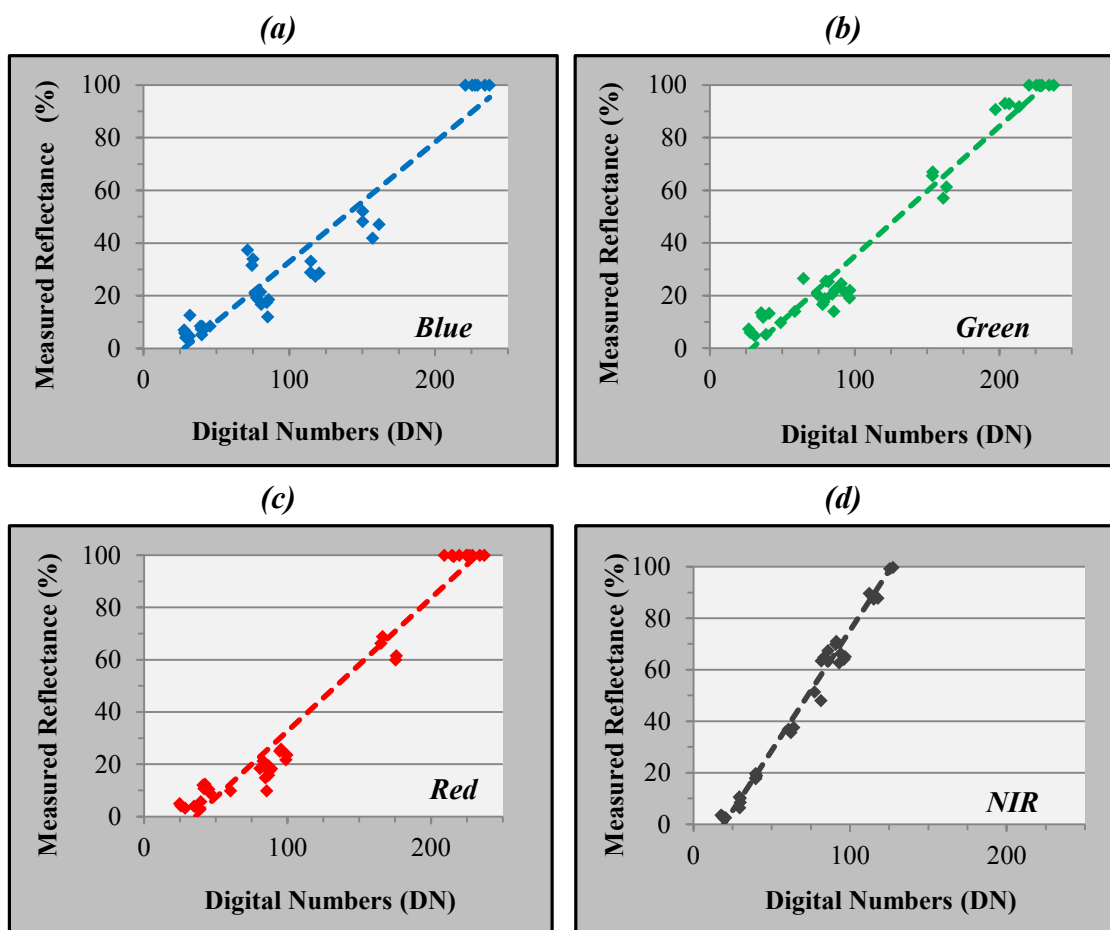 (a)
Measured Reflectance (%)
100
80
60
40
20
0
0
100
200
Blue
Digital Numbers (DN)
(b)
Measured Reflectance (%)
100
80
60
40
20
0
0
100
200
Green
Digital Numbers (DN)
(c)
Measured Reflectance (%)
100
80
60
40
20
0
0
100
200
Red
Digital Numbers (DN)
(d)
Measured Reflectance (%)
100
80
60
40
20
0
0
100
200
NIR
Digital Numbers (DN)